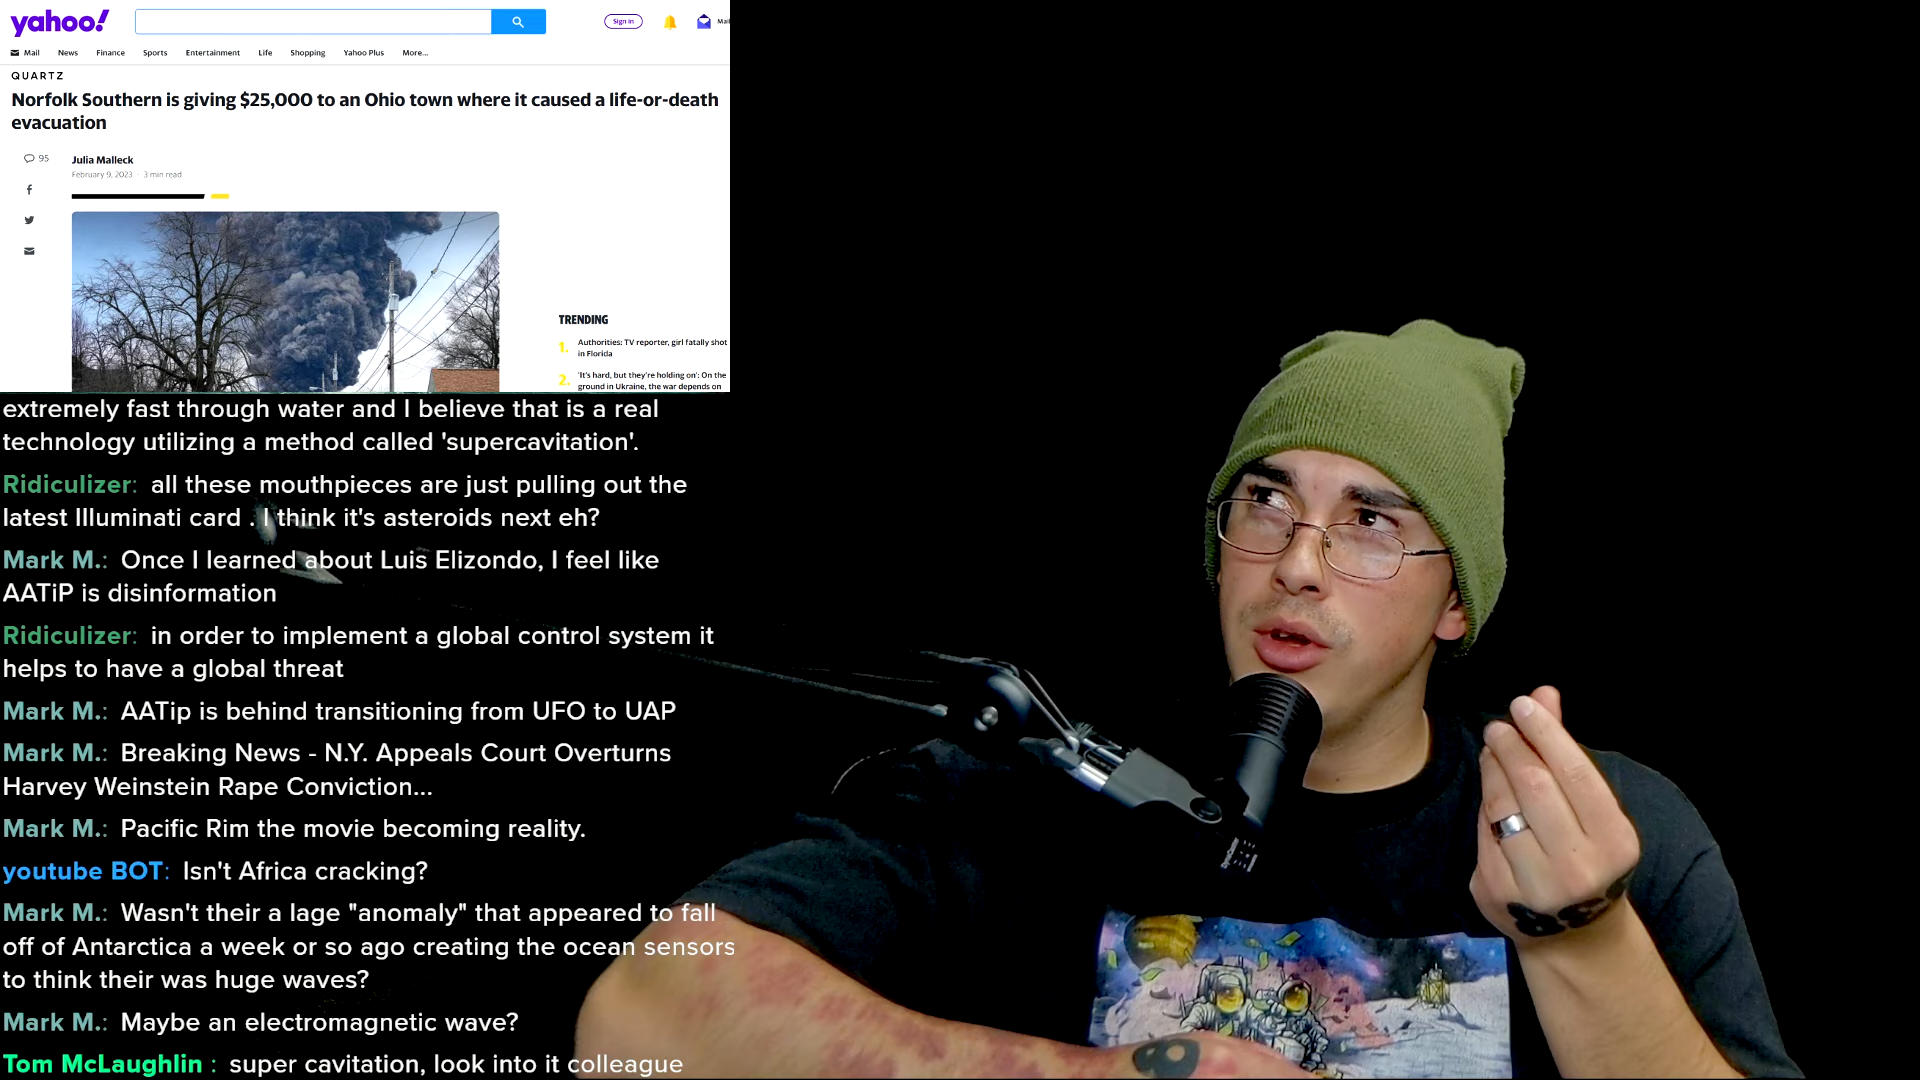 yahoo!
Sign in
Mail
Mail News Finance Sports Entertainment Life Shopping Yahoo Plus More...
QUARTZ
Norfolk Southern is giving $25,000 to an Ohio town where it caused a life-or-death
evacuation
95
Julia Malleck
February 9, 2023 · 3 min read
TRENDING
1. Authorities: TV reporter, girl fatally shot
in Florida
2. 'It's hard, but they're holding on': On the
ground in Ukraine, the war depends on
extremely fast through water and I believe that is a real
technology utilizing a method called 'supercavitation'.
Ridiculizer: all these mouthpieces are just pulling out the
latest Illuminati card . I think it's asteroids next eh?
Mark M.: Once I learned about Luis Elizondo, I feel like
AATiP is disinformation
Ridiculizer: in order to implement a global control system it
helps to have a global threat
Mark M.: AATip is behind transitioning from UFO to UAP
Mark M.: Breaking News - N.Y. Appeals Court Overturns
Harvey Weinstein Rape Conviction...
Mark M.: Pacific Rim the movie becoming reality.
youtube BOT: Isn't Africa cracking?
Mark M.: Wasn't their a lage "anomaly" that appeared to fall
off of Antarctica a week or so ago creating the ocean sensors
to think their was huge waves?
Mark M.: Maybe an electromagnetic wave?
Tom McLaughlin : super cavitation, look into it colleague